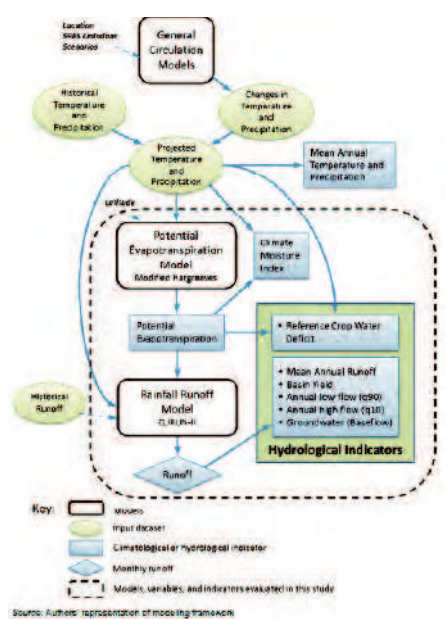 Location
SRES Emission
Scenarios
General
Circulation
Models
Historical
Temperature
and
Precipitation
Changes in
Temperature
and
Precipitation
Projected
Temperature
and
Precipitation
Mean Annual
Temperature and
Precipitation
Latitude
Potential
Evapotranspiration
Model
Modified Hargreaves
Climate
Moisture
Index
Potential
Evapotranspiration
• Reference Crop Water
Deficit
• Mean Annual Runoff
• Basin Yield
• Annual low flow (q90)
• Annual high flow (q10)
• Groundwater (Baseflow)
Hydrological Indicators
Historical
Runoff
Rainfall Runoff
Model
CLIRUN-II
Runoff
Key:
Models
Input dataset
Climatological or hydrological indicator
Monthly runoff
Models, variables, and indicators evaluated in this study
Source: Authors' representation of modeling framework